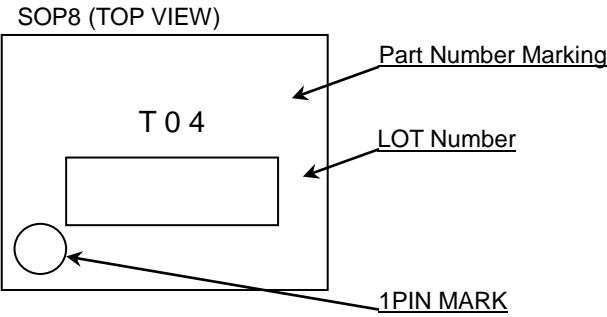 SOP8 (TOP VIEW)
Part Number Marking
T 0 4
LOT Number
1PIN MARK